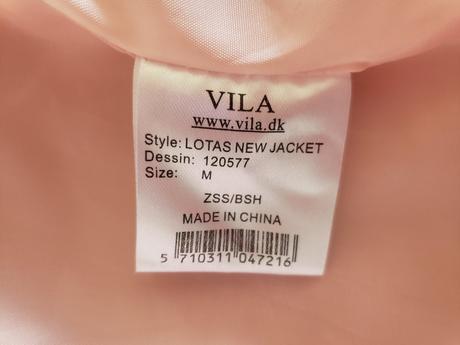 VILA
www.vila.dk
Style: LOTAS NEW JACKET
Dessin: 120577
Size: M
ZSS/BSH
MADE IN CHINA
5 710311 047216